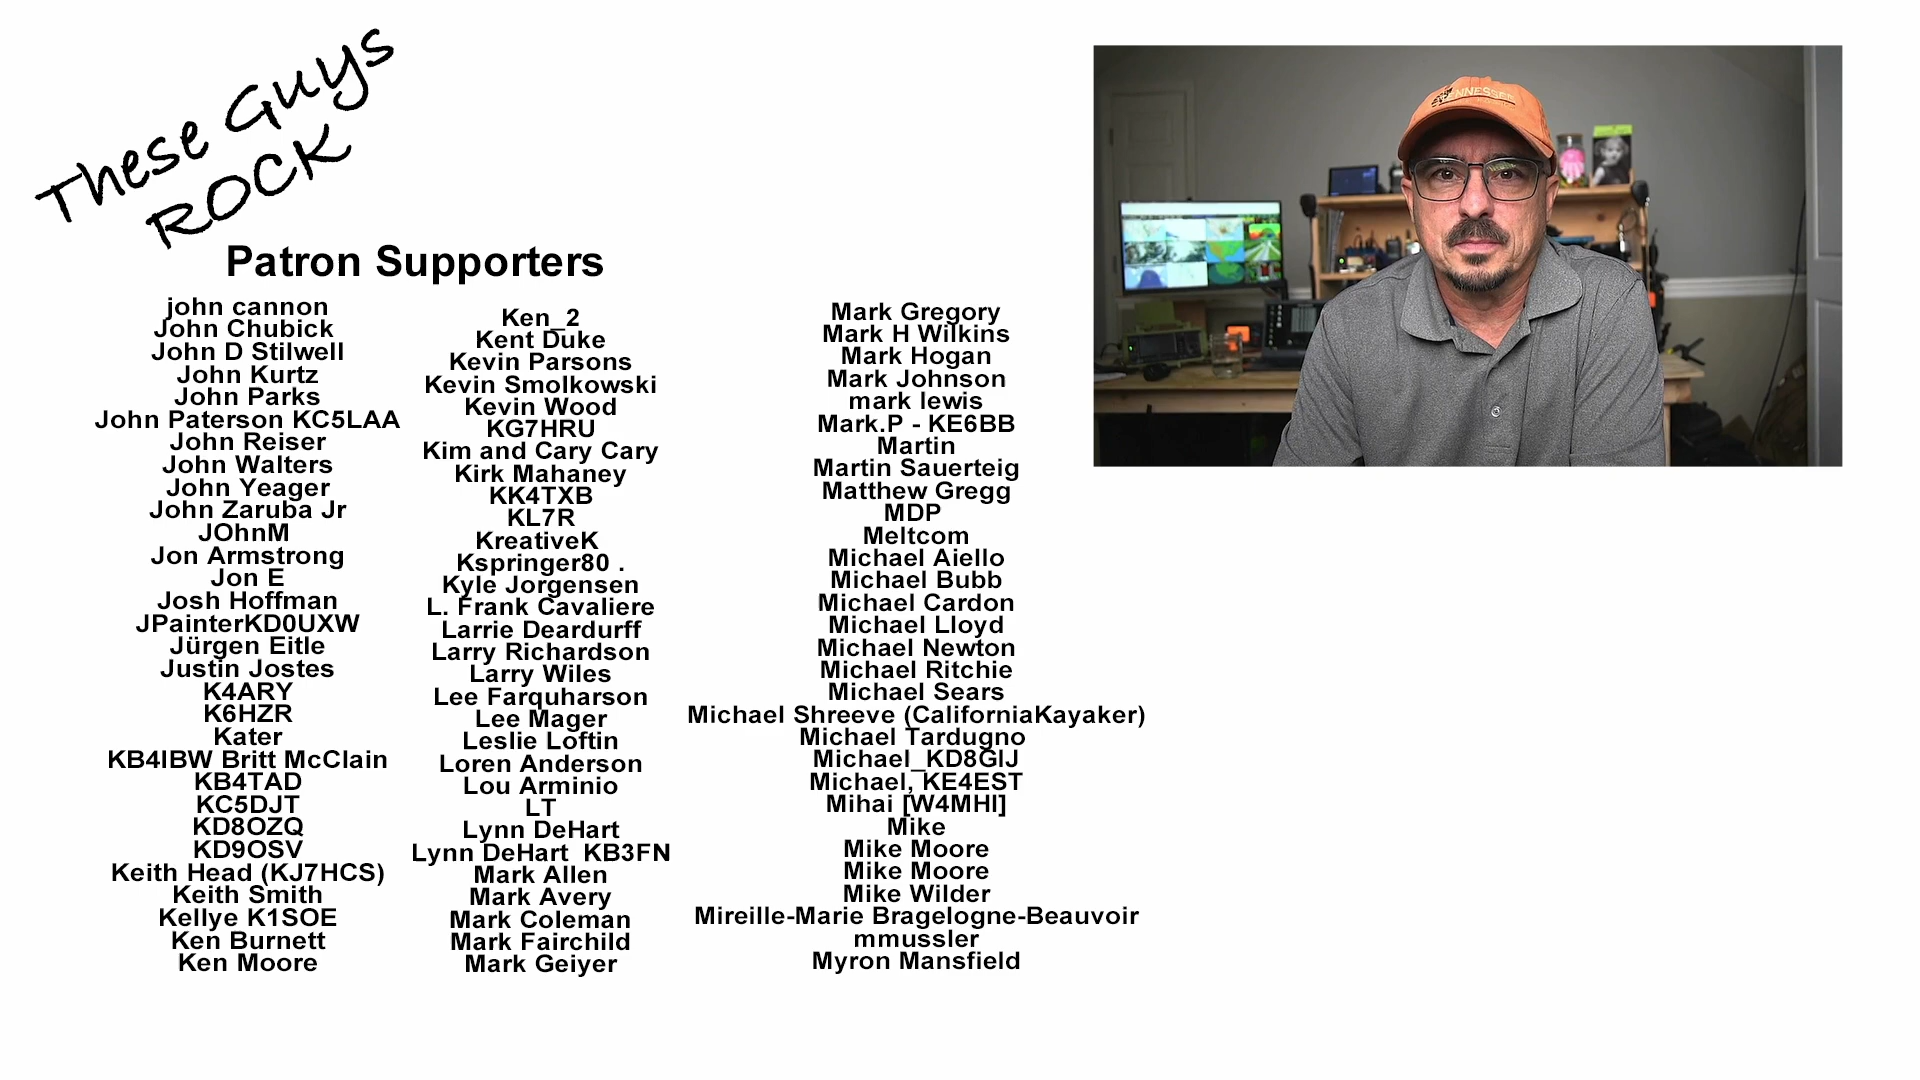 These Guys
ROCK
Patron Supporters
john cannon
John Chubick
John D Stilwell
John Kurtz
John Parks
John Paterson KC5LAA
John Reiser
John Walters
John Yeager
John Zaruba Jr
JOhnM
Jon Armstrong
Jon E
Josh Hoffman
JPainterKD0UXW
Jürgen Eitle
Justin Jostes
K4ARY
K6HZR
Kater
KB4IBW Britt McClain
KB4TAD
KC5DJT
KD8OZQ
KD9OSV
Keith Head (KJ7HCS)
Keith Smith
Kellye K1SOE
Ken Burnett
Ken Moore
Ken_2
Kent Duke
Kevin Parsons
Kevin Smolkowski
Kevin Wood
KG7HRU
Kim and Cary Cary
Kirk Mahaney
KK4TXB
KL7R
KreativeK
Kspringer80 .
Kyle Jorgensen
L. Frank Cavaliere
Larrie Deardurff
Larry Richardson
Larry Wiles
Lee Farquharson
Lee Mager
Leslie Loftin
Loren Anderson
Lou Arminio
LT
Lynn DeHart
Lynn DeHart  KB3FN
Mark Allen
Mark Avery
Mark Coleman
Mark Fairchild
Mark Geiyer
Mark Gregory
Mark H Wilkins
Mark Hogan
Mark Johnson
mark lewis
Mark.P - KE6BB
Martin
Martin Sauerteig
Matthew Gregg
MDP
Meltcom
Michael Aiello
Michael Bubb
Michael Cardon
Michael Lloyd
Michael Newton
Michael Ritchie
Michael Sears
Michael Shreeve (CaliforniaKayaker)
Michael Tardugno
Michael_KD8GIJ
Michael, KE4EST
Mihai [W4MHI]
Mike
Mike Moore
Mike Moore
Mike Wilder
Mireille-Marie Bragelogne-Beauvoir
mmussler
Myron Mansfield